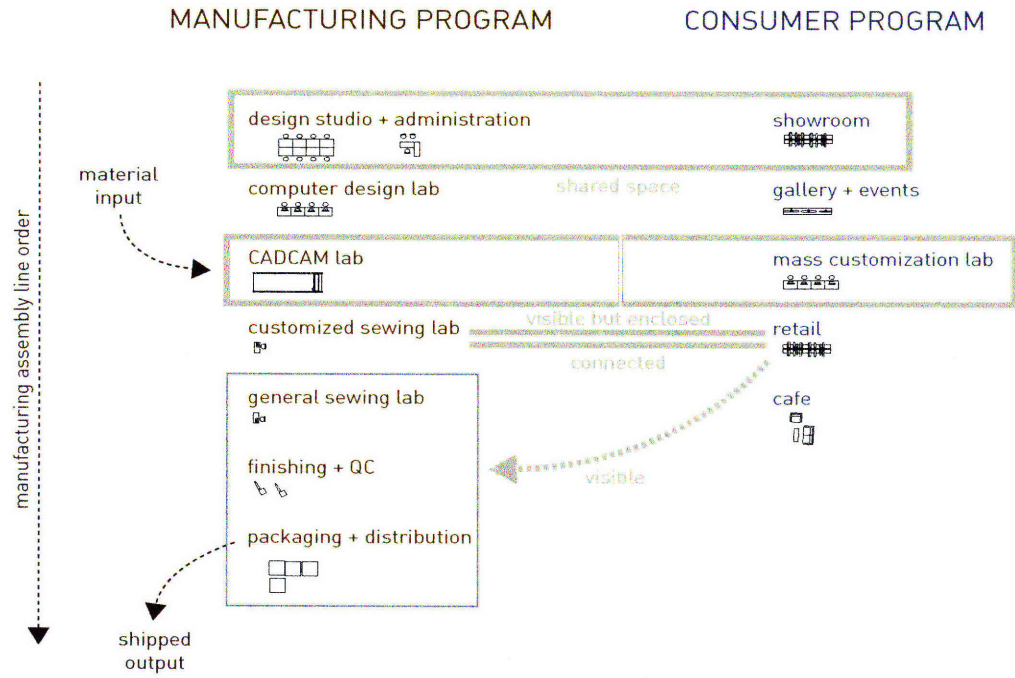 MANUFACTURING PROGRAM
CONSUMER PROGRAM
manufacturing assembly line order
design studio + administration
showroom
shared space
material
input
computer design lab
gallery + events
CADCAM lab
mass customization lab
visible but enclosed
customized sewing lab
retail
connected
general sewing lab
cafe
finishing + QC
visible
packaging + distribution
shipped
output